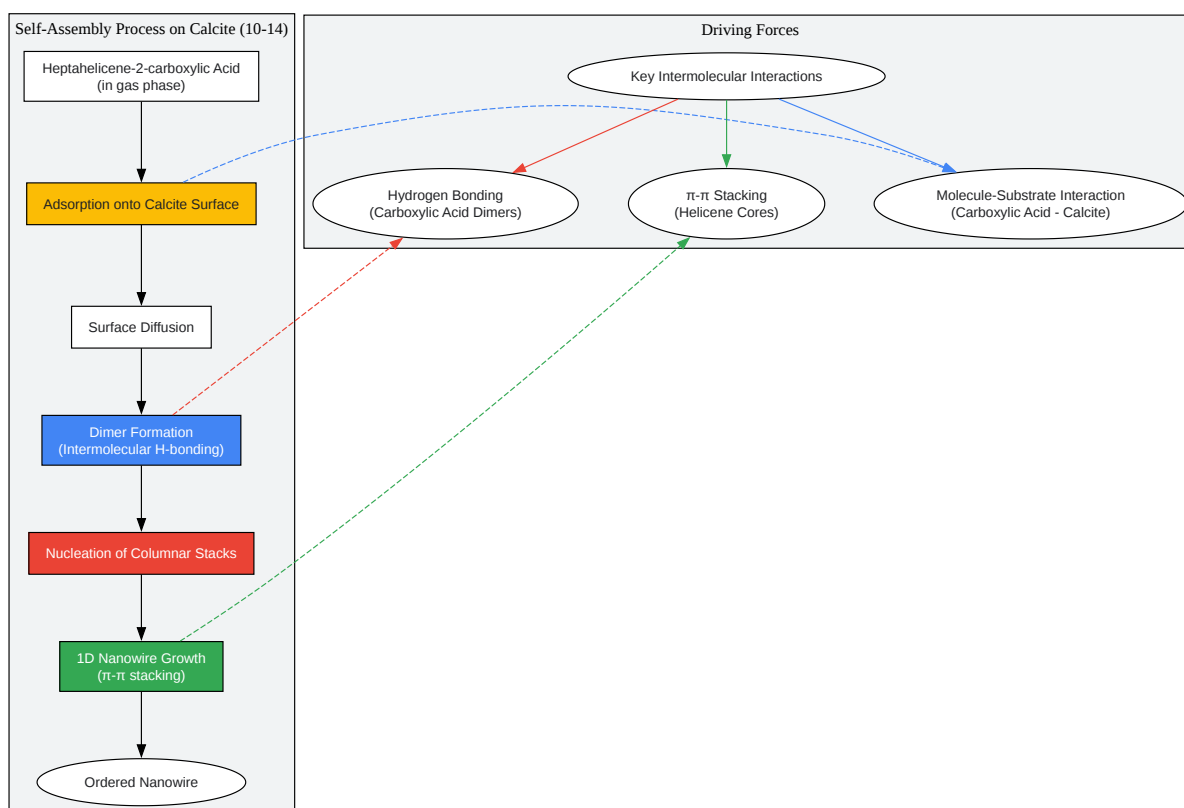 Self-Assembly Process on Calcite (10-14)
Heptahelicene-2-carboxylic Acid
(in gas phase)
Adsorption onto Calcite Surface
Surface Diffusion
Dimer Formation
(Intermolecular H-bonding)
Nucleation of Columnar Stacks
1D Nanowire Growth
(π-π stacking)
Ordered Nanowire
Driving Forces
Key Intermolecular Interactions
Hydrogen Bonding
(Carboxylic Acid Dimers)
π-π Stacking
(Helicene Cores)
Molecule-Substrate Interaction
(Carboxylic Acid - Calcite)